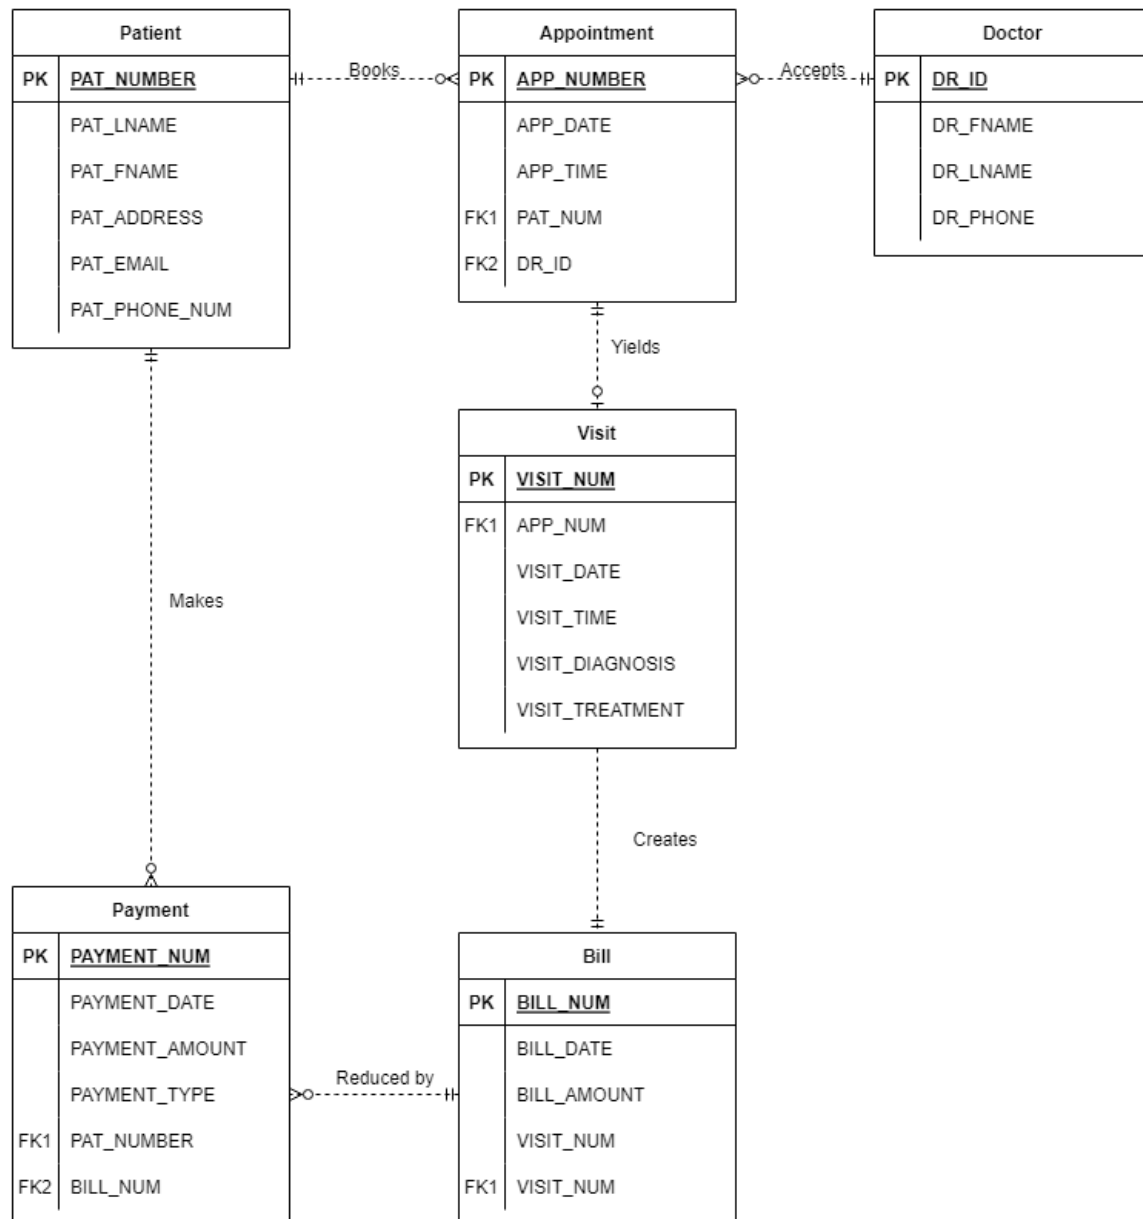 Patient
PK PAT_NUMBER
PAT_LNAME
PAT_FNAME
PAT_ADDRESS
PAT_EMAIL
PAT_PHONE_NUM
Books
Appointment
PK APP_NUMBER
APP_DATE
APP_TIME
FK1 PAT_NUM
FK2 DR_ID
Accepts
Doctor
PK DR_ID
DR_FNAME
DR_LNAME
DR_PHONE
Yields
Visit
PK VISIT_NUM
FK1 APP_NUM
VISIT_DATE
VISIT_TIME
VISIT_DIAGNOSIS
VISIT_TREATMENT
Makes
Creates
Payment
PK PAYMENT_NUM
PAYMENT_DATE
PAYMENT_AMOUNT
PAYMENT_TYPE
FK1 PAT_NUMBER
FK2 BILL_NUM
Reduced by
Bill
PK BILL_NUM
BILL_DATE
BILL_AMOUNT
VISIT_NUM
FK1 VISIT_NUM